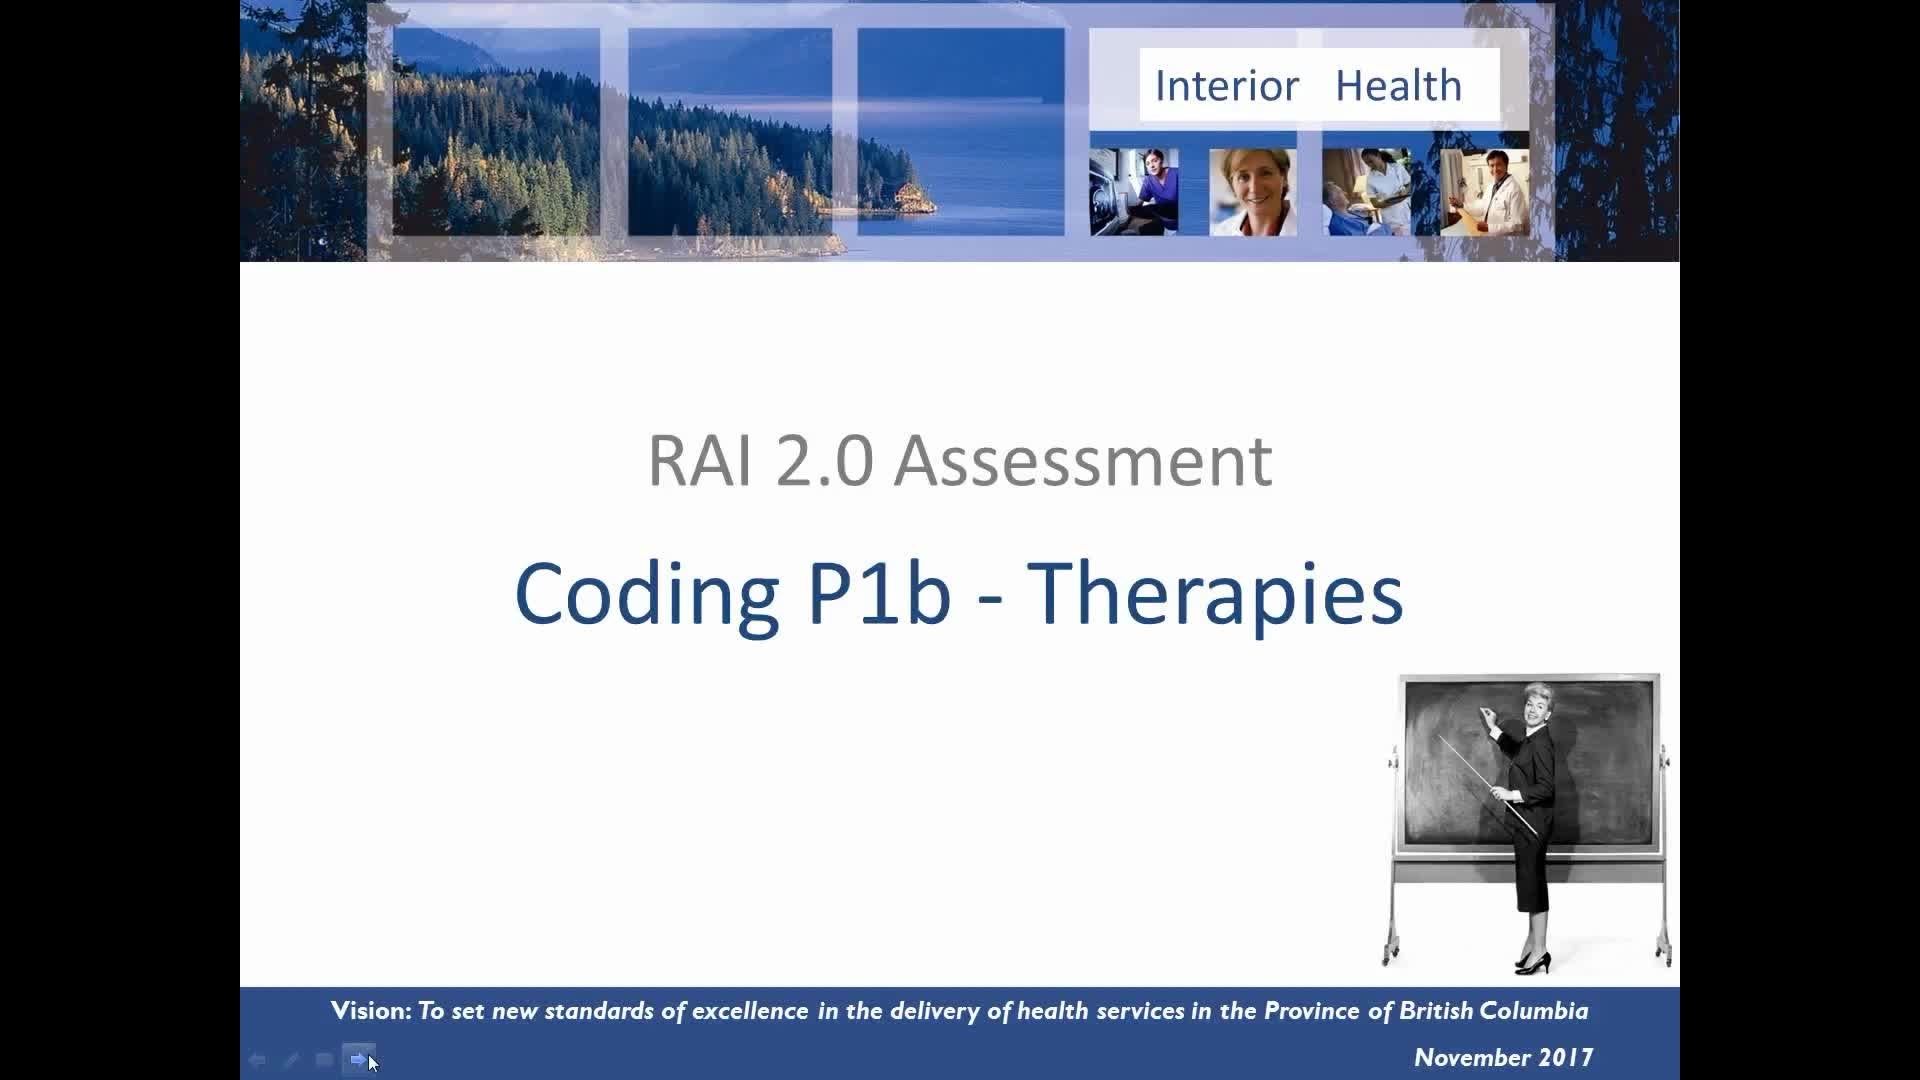 Interior Health
RAI 2.0 Assessment
Coding P1b - Therapies
Vision: To set new standards of excellence in the delivery of health services in the Province of British Columbia
November 2017